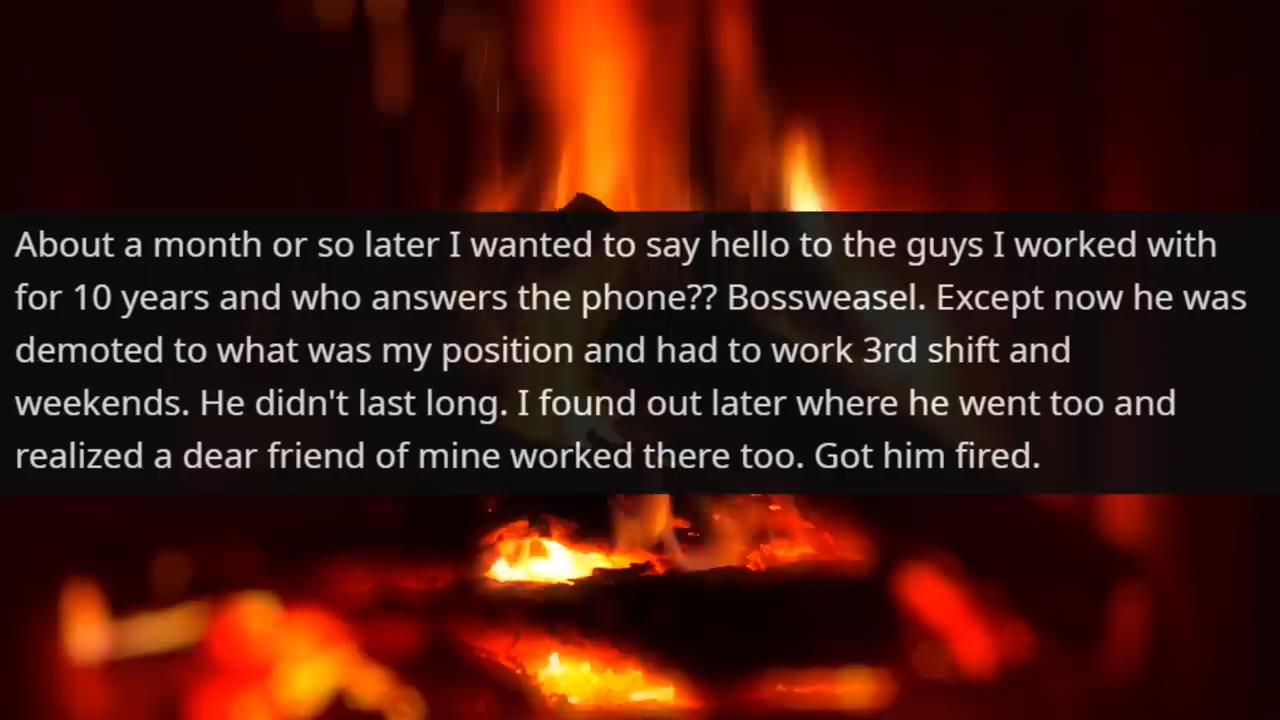 About a month or so later I wanted to say hello to the guys I worked with
for 10 years and who answers the phone?? Bossweasel. Except now he was
demoted to what was my position and had to work 3rd shift and
weekends. He didn't last long. I found out later where he went too and
realized a dear friend of mine worked there too. Got him fired.